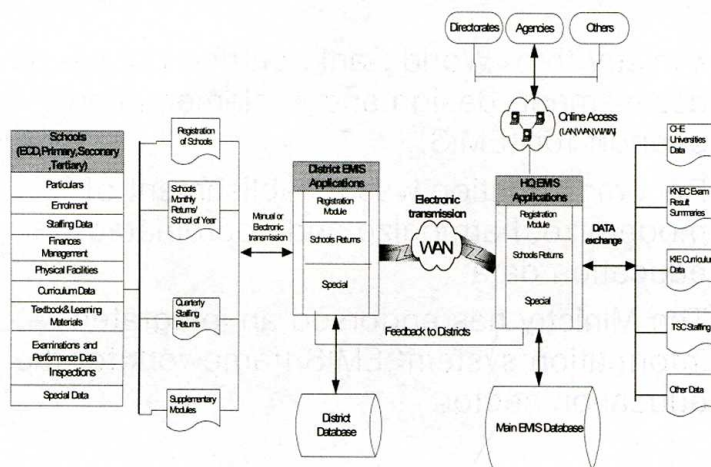 Directorates
Agencies
Others
Online Access
(LAN,WAN,WWW)
Schools
(ECD,Primary,Seconary
,Tertiary)
Particulars
Enrolment
Staffing Data
Finances
Management
Physical Facilities
Curriculum Data
Textbook& Learning
Materials
Examinations and
Performance Data
Inspections
Special Data
Registration
of Schools
Schools
Monthly
Returns/
School of Year
Quarterly
Staffing
Returns
Supplementary
Modules
Manual or
Electronic
transmission
District EMIS
Applications
Registration
Module
Schools Returns
Special
Electronic
transmission
WAN
HQ EMIS
Applications
Registration
Module
Schools Returns
Special
Feedback to Districts
District
Database
Main EMIS Database
DATA
exchange
CHE
Universities
Data
KNEC Exam
Result
Summaries
KIE Curriculum
Data
TSC Staffing
Other Data